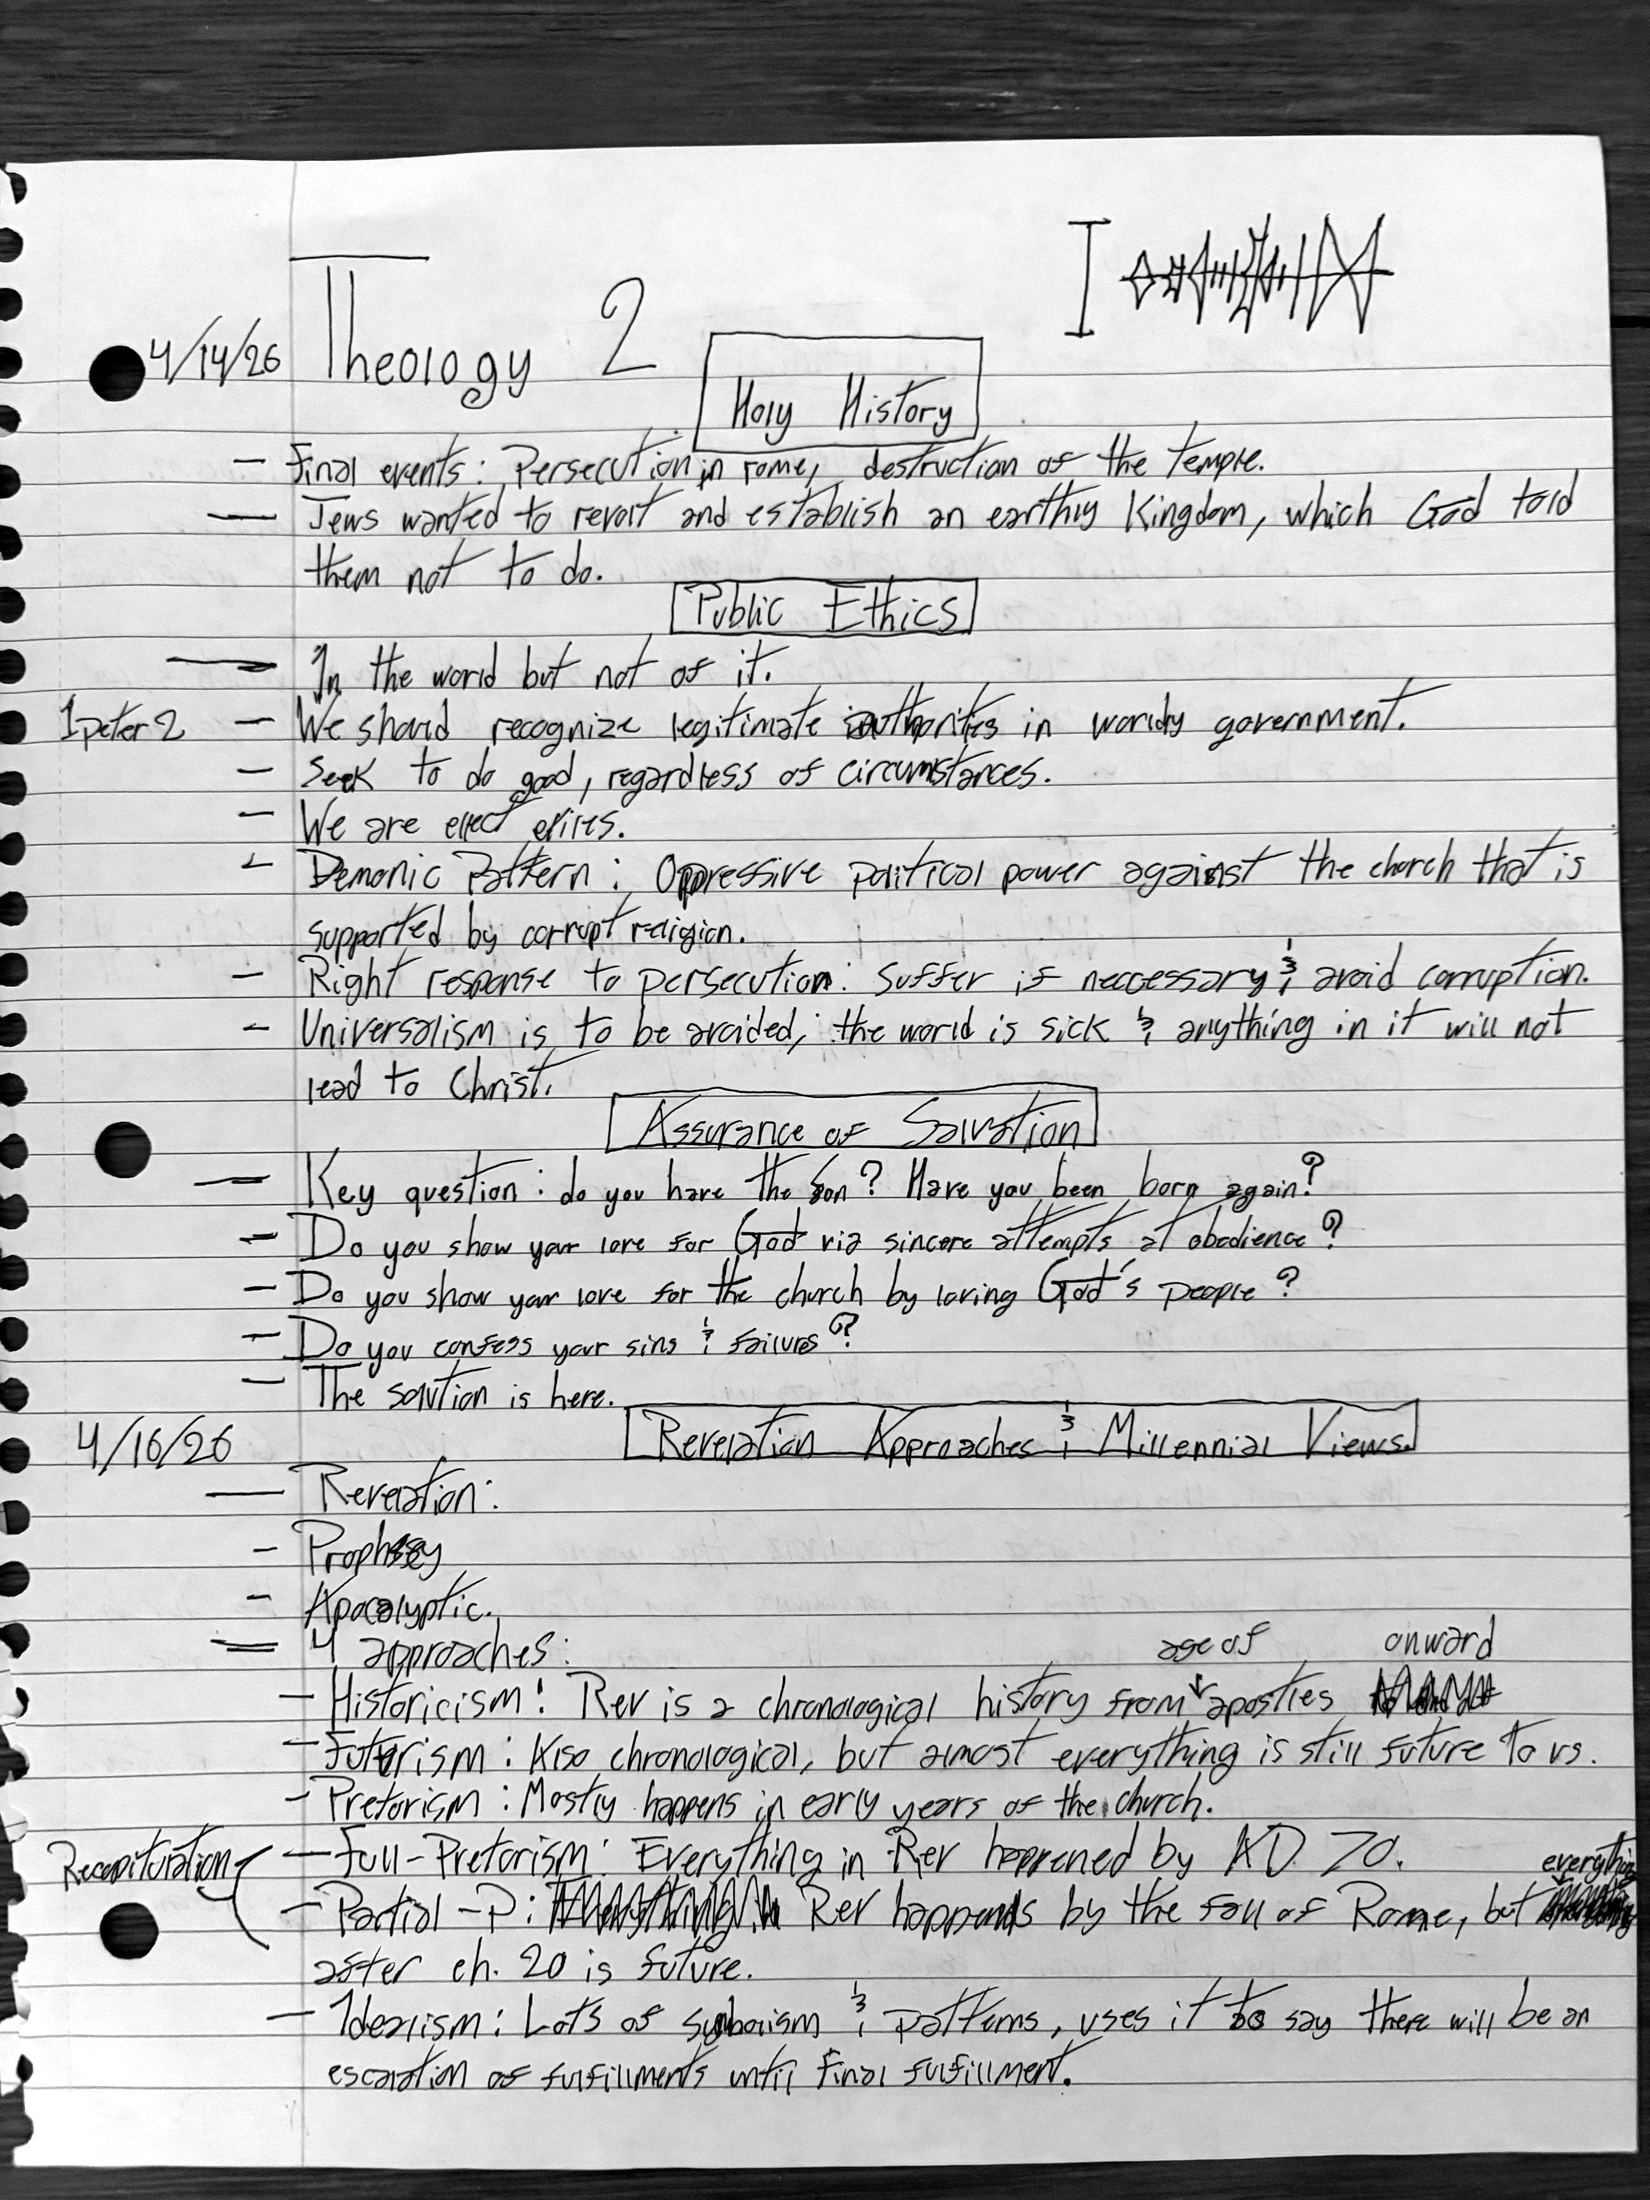 4/14/26 Theology 2
Holy History
– Final events: Persecution in rome, destruction of the temple.
— Jews wanted to revolt and establish an earthly Kingdom, which God told
them not to do.
Public Ethics
— In the world but not of it.
1 peter 2 – We should recognize legitimate authorities in worldy government.
– Seek to do good, regardless of circumstances.
– We are elect exiles.
– Demonic Pattern: Oppressive political power against the church that is
supported by corrupt religion.
– Right response to persecution: Suffer if neccessary & avoid corruption.
– Universalism is to be avoided; the world is sick & anything in it will not
lead to Christ.
Assurance of Salvation
— Key question: do you have the Son? Have you been born again?
– Do you show your love for God via sincere attempts at obedience?
– Do you show your love for the church by loving God's people?
– Do you confess your sins & failures?
– The solution is here.
4/16/26 Revelation Approaches & Millennial Views.
— Revelation:
– Prophesy
– Apocalyptic.
— 4 approaches:
age of onward
– Historicism: Rev is a chronological history from apostles
– Futurism: Also chronological, but almost everything is still future to us.
– Pretorism: Mostly happens in early years of the church.
Recapitulation – Full-Pretorism: Everything in Rev happened by AD 70.
everything
– Partial-P: Rev happends by the fall of Rome, but
after ch. 20 is future.
– Idealism: Lots of symbolism & patterns, uses it to say there will be an
escalation of fulfillments until final fulfillment.